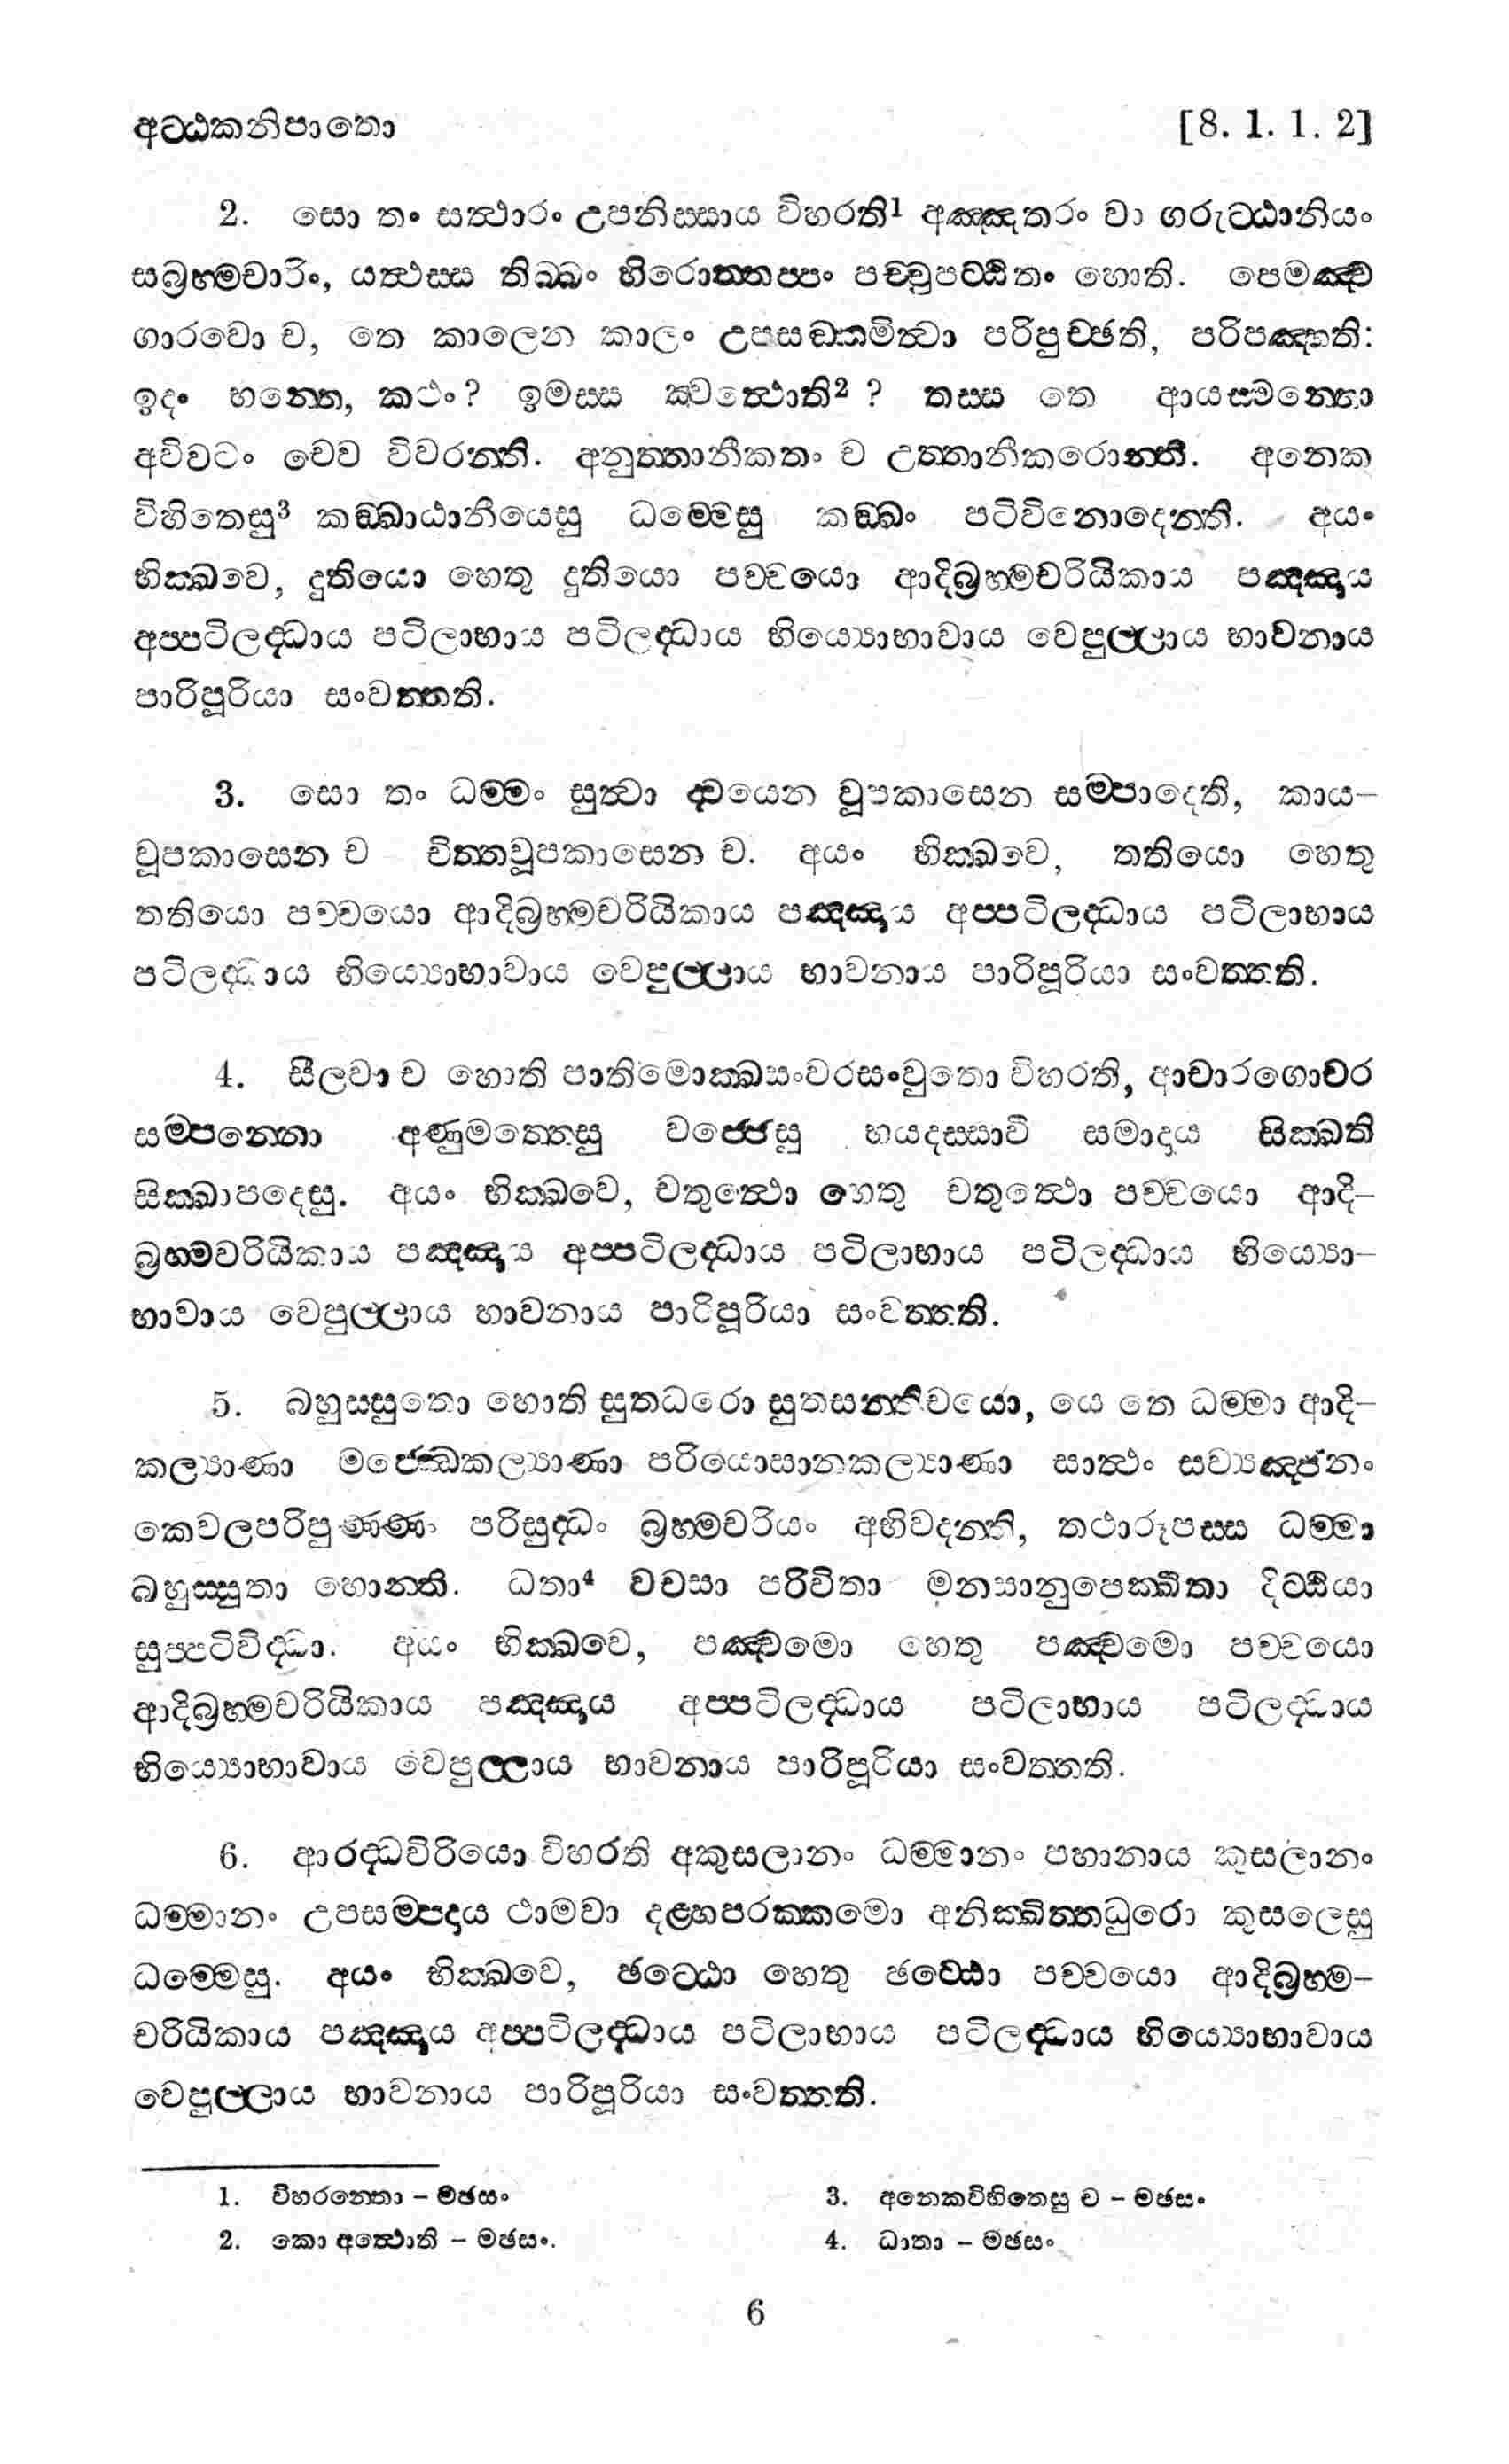 අට්ඨකනිපාතො [8. 1. 1. 2]
2. සො තං සත්ථාරං උපනිස්සාය විහරති¹ අඤ්ඤතරං වා ගරුට්ඨානියං
සබ්‍රහ්මචාරිං, යත්ථස්ස තිබ්බං හිරොත්තප්පං පච්චුපට්ඨිතං හොති. පෙමඤ්ච
ගාරවො ච, තෙ කාලෙන කාලං උපසඞ්කමිත්වා පරිපුච්ඡති, පරිපඤ්හති:
ඉදං භන්තෙ, කථං? ඉමස්ස ක්වත්ථොති² ? තස්ස තෙ ආයස්මන්තො
අවිවටං චෙව විවරන්ති. අනුත්තානීකතං ච උත්තානීකරොන්ති. අනෙක
විහිතෙසු³ කඞ්ඛාඨානීයෙසු ධම්මෙසු කඞ්ඛං පටිවිනොදෙන්ති. අයං
භික්ඛවෙ, දුතියො හෙතු දුතියො පච්චයො ආදිබ්‍රහ්මචරියිකාය පඤ්ඤාය
අප්පටිලද්ධාය පටිලාභාය පටිලද්ධාය භිය්‍යොභාවාය වෙපුල්ලාය භාවනාය
පාරිපූරියා සංවත්තති.
3. සො තං ධම්මං සුත්වා ද්වයෙන වූපකාසෙන සම්පාදෙති, කාය-
වූපකාසෙන ච චිත්තවූපකාසෙන ච. අයං භික්ඛවෙ, තතියො හෙතු
තතියො පච්චයො ආදිබ්‍රහ්මචරියිකාය පඤ්ඤාය අප්පටිලද්ධාය පටිලාභාය
පටිලද්ධාය භිය්‍යොභාවාය වෙපුල්ලාය භාවනාය පාරිපූරියා සංවත්තති.
4. සීලවා ච හොති පාතිමොක්ඛසංවරසංවුතො විහරති, ආචාරගොචර
සම්පන්නො අණුමත්තෙසු වජ්ජෙසු භයදස්සාවී සමාදාය සික්ඛති
සික්ඛාපදෙසු. අයං භික්ඛවෙ, චතුත්ථො හෙතු චතුත්ථො පච්චයො ආදි-
බ්‍රහ්මචරියිකාය පඤ්ඤාය අප්පටිලද්ධාය පටිලාභාය පටිලද්ධාය භිය්‍යො-
භාවාය වෙපුල්ලාය භාවනාය පාරිපූරියා සංවත්තති.
5. බහුස්සුතො හොති සුතධරො සුතසන්නිචයො, යෙ තෙ ධම්මා ආදි-
කල්‍යාණා මජ්ඣෙකල්‍යාණා පරියොසානකල්‍යාණා සාත්ථං සව්‍යඤ්ජනං
කෙවලපරිපුණ්ණං පරිසුද්ධං බ්‍රහ්මචරියං අභිවදන්ති, තථාරූපස්ස ධම්මා
බහුස්සුතා හොන්ති. ධතා⁴ වචසා පරිචිතා මනසානුපෙක්ඛිතා දිට්ඨියා
සුප්පටිවිද්ධා. අයං භික්ඛවෙ, පඤ්චමො හෙතු පඤ්චමො පච්චයො
ආදිබ්‍රහ්මචරියිකාය පඤ්ඤාය අප්පටිලද්ධාය පටිලාභාය පටිලද්ධාය
භිය්‍යොභාවාය වෙපුල්ලාය භාවනාය පාරිපූරියා සංවත්තති.
6. ආරද්ධවිරියො විහරති අකුසලානං ධම්මානං පහානාය කුසලානං
ධම්මානං උපසම්පදාය ථාමවා දළ්හපරක්කමො අනික්ඛිත්තධුරො කුසලෙසු
ධම්මෙසු. අයං භික්ඛවෙ, ඡට්ඨො හෙතු ඡට්ඨො පච්චයො ආදිබ්‍රහ්ම-
චරියිකාය පඤ්ඤාය අප්පටිලද්ධාය පටිලාභාය පටිලද්ධාය භිය්‍යොභාවාය
වෙපුල්ලාය භාවනාය පාරිපූරියා සංවත්තති.
1. විහරන්තො - මඡසං
2. කො අත්ථොති - මඡසං.
3. අනෙකවිහිතෙසු ච - මඡසං
4. ධාතා - මඡසං
6